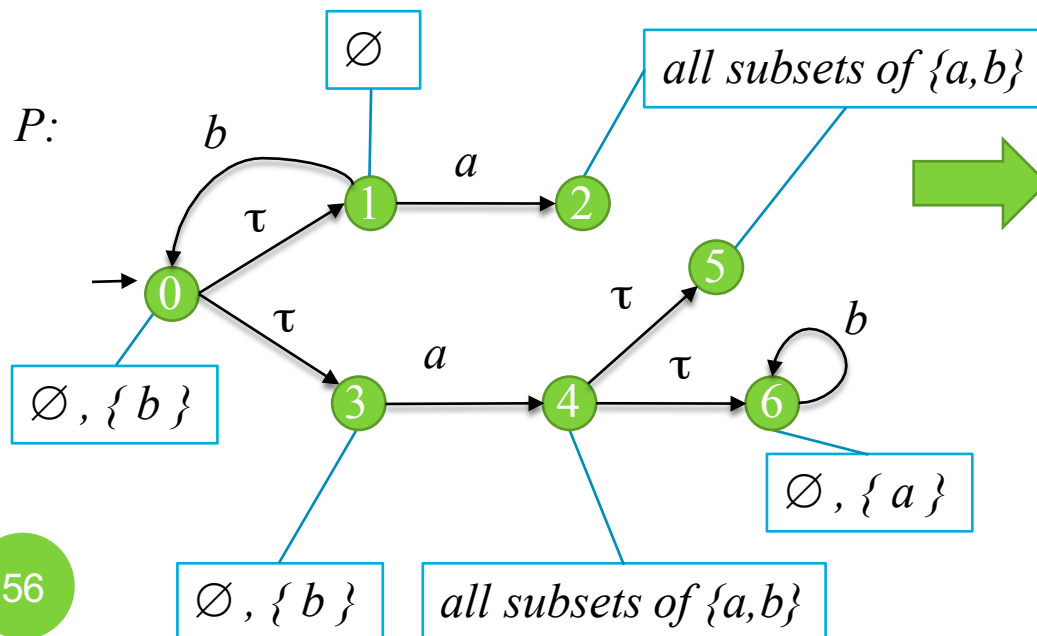 ∅
all subsets of {a,b}
P:
b
a
1
2
τ
5
0
τ
τ
b
a
τ
3
4
6
∅ , { b }
∅ , { a }
56
∅ , { b }
all subsets of {a,b}